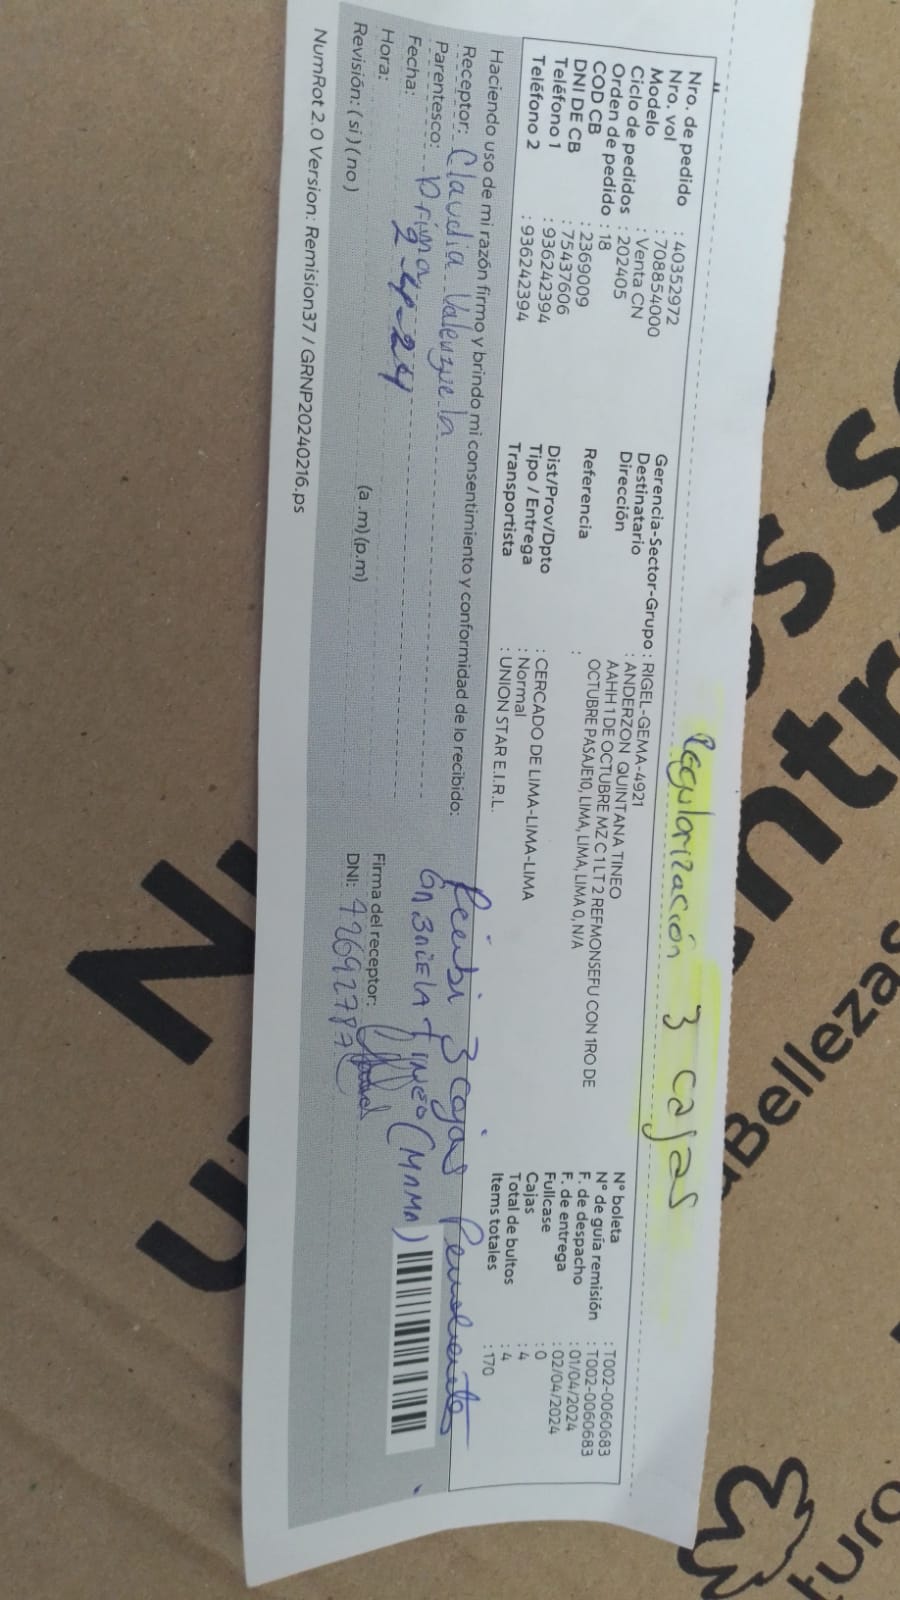 Regularización 3 cajas
Nro. de pedido : 40352972
Nro. vol : 708854000
Modelo : Venta CN
Ciclo de pedidos : 202405
Orden de pedido : 18
COD CB : 2369009
DNI DE CB : 75437606
Teléfono 1 : 936242394
Teléfono 2 : 936242394
Gerencia-Sector-Grupo : RIGEL-GEMA-4921
Destinatario : ANDERZON QUINTANA TINEO
Dirección : AAHH 1 DE OCTUBRE MZ C1 LT 2 REFMONSEFU CON 1RO DE
OCTUBRE PASAJE10, LIMA, LIMA, LIMA 0, N/A
Referencia :
Dist/Prov/Dpto : CERCADO DE LIMA-LIMA-LIMA
Tipo / Entrega : Normal
Transportista : UNION STAR E.I.R.L.
N° boleta : T002-0060683
N° de guía remisión : T002-0060683
F. de despacho : 01/04/2024
F. de entrega : 02/04/2024
Fullcase : 0
Cajas : 4
Total de bultos : 4
Items totales : 170
Haciendo uso de mi razón firmo y brindo mi consentimiento y conformidad de lo recibido:
Receptor: Claudia Valenzuela
Parentesco: Prima
Fecha: 2-4-24
Hora: (a.m) (p.m)
Revisión: (si) (no)
Recibi 3 cajas
GABRIELA TINEO (MAMA)
Firma del receptor:
DNI:
NumRot 2.0 Version: Remision37 / GRNP20240216.ps
Belleza